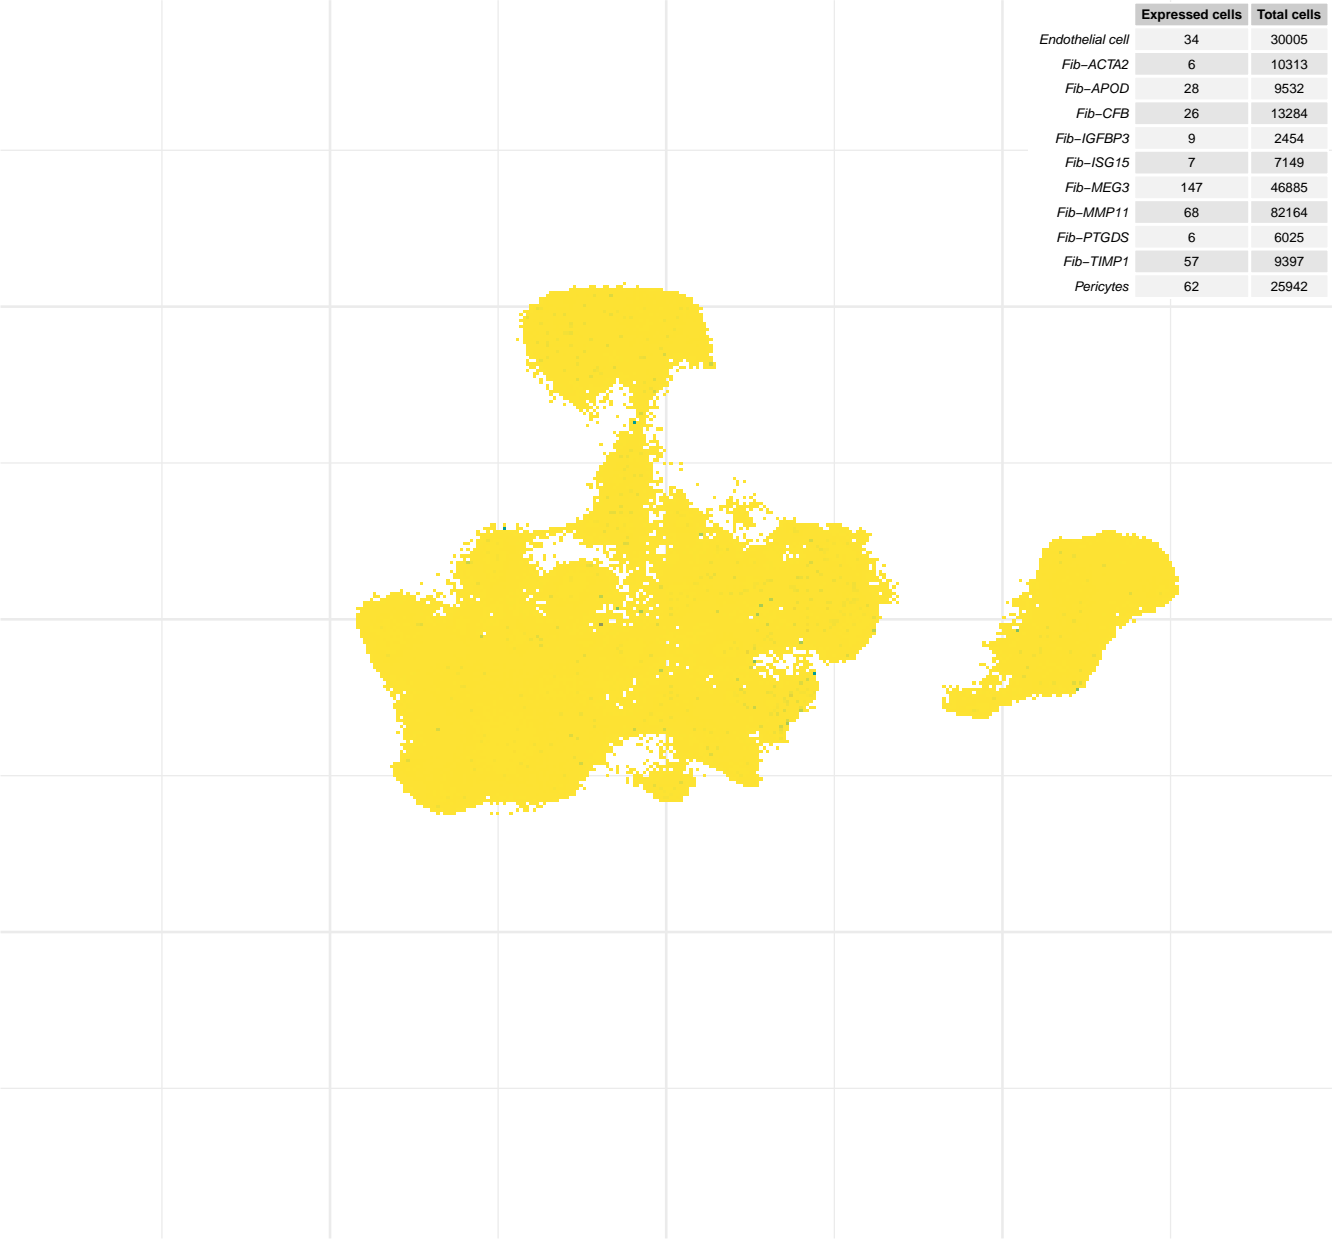 Expressed cells Total cells
Endothelial cell 34 30005
Fib−ACTA2 6 10313
Fib−APOD 28 9532
Fib−CFB 26 13284
Fib−IGFBP3 9 2454
Fib−ISG15 7 7149
Fib−MEG3 147 46885
Fib−MMP11 68 82164
Fib−PTGDS 6 6025
Fib−TIMP1 57 9397
Pericytes 62 25942